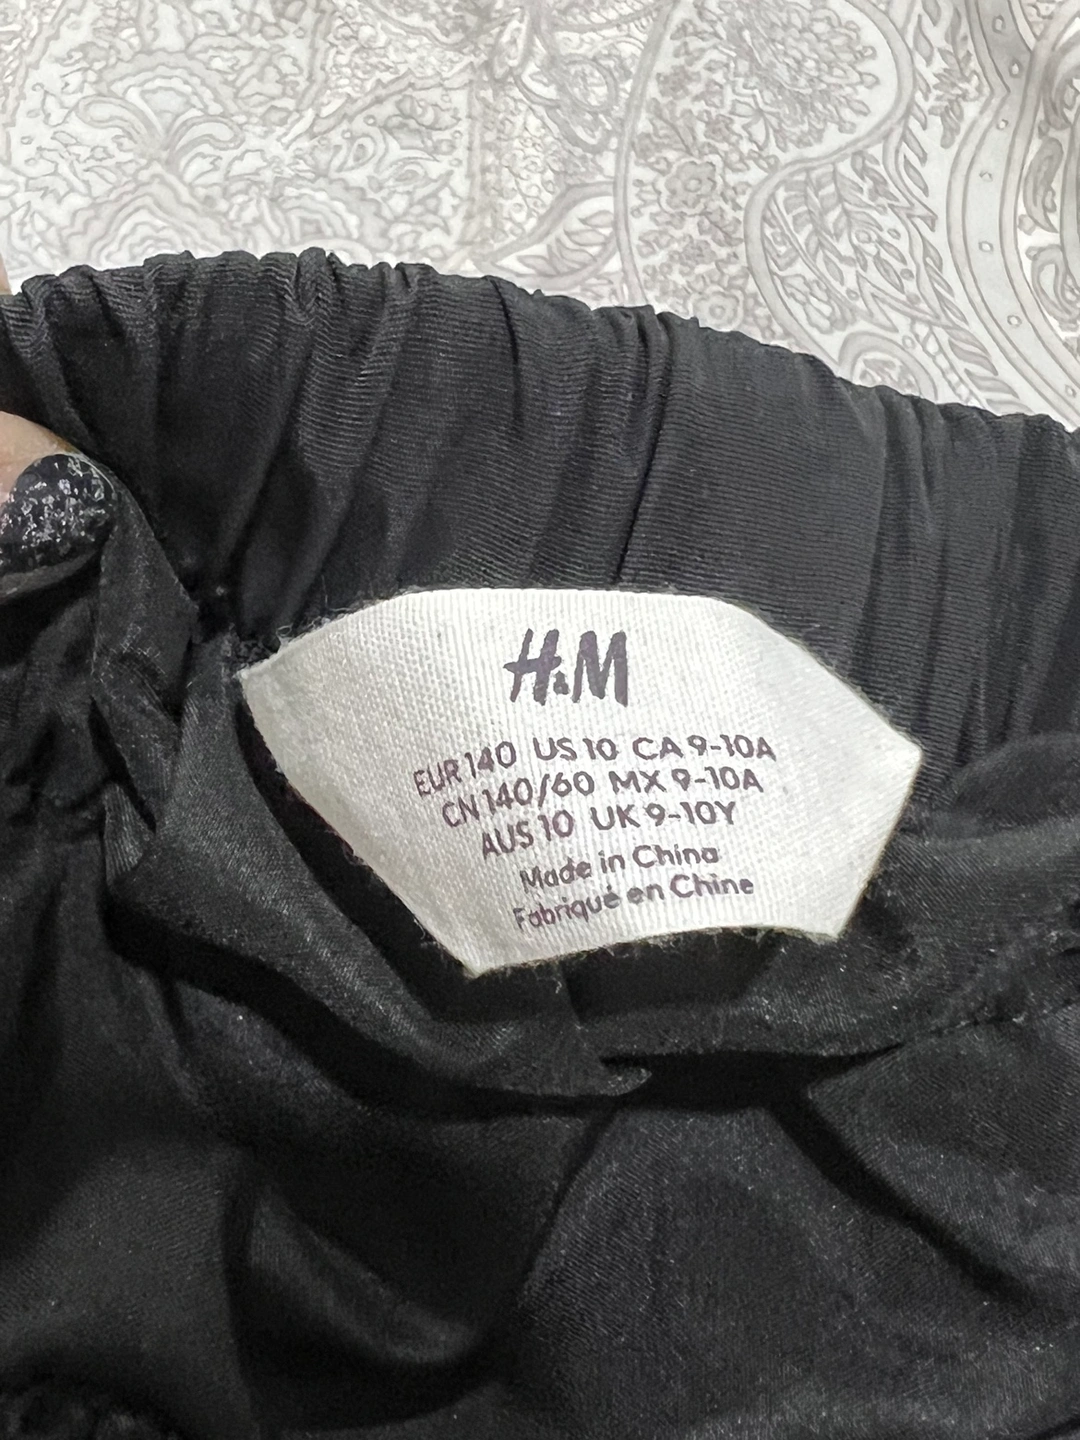 H&M
EUR 140 US 10 CA 9-10A
CN 140/60 MX 9-10A
AUS 10 UK 9-10Y
Made in China
Fabriqué en Chine